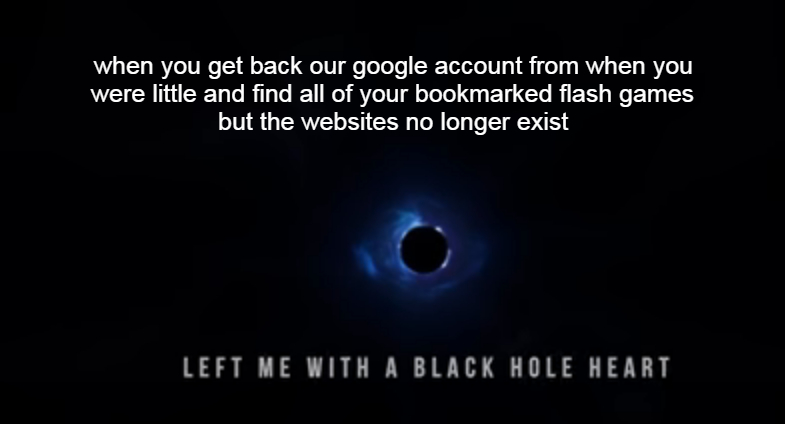 when you get back our google account from when you
were little and find all of your bookmarked flash games
but the websites no longer exist
LEFT ME WITH A BLACK HOLE HEART